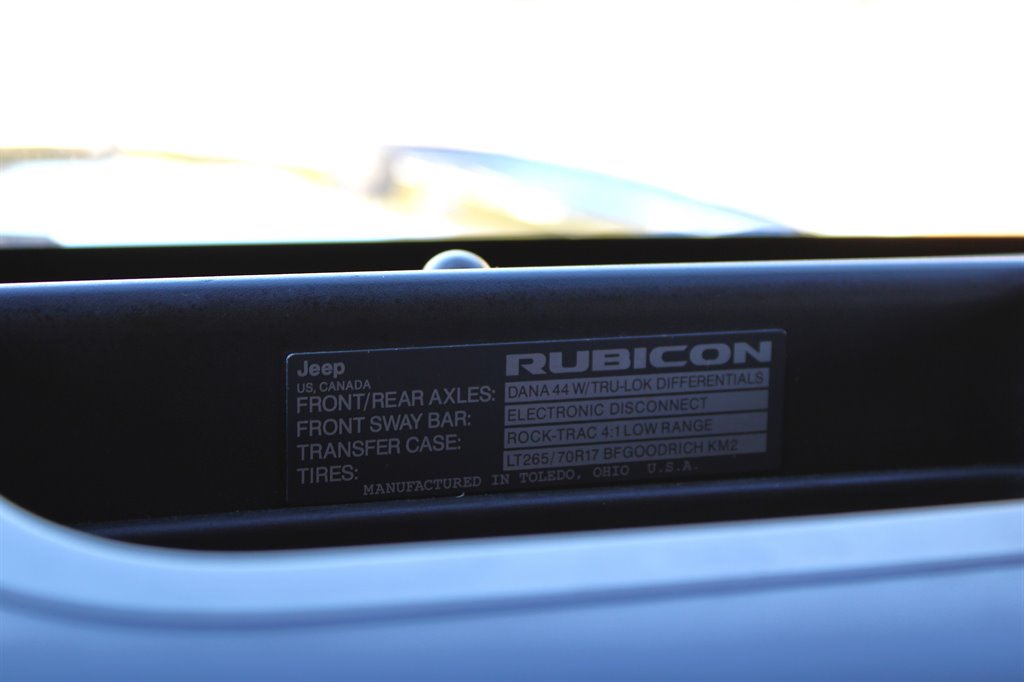 Jeep RUBICON
US, CANADA
FRONT/REAR AXLES: DANA 44 W/ TRU-LOK DIFFERENTIALS
FRONT SWAY BAR: ELECTRONIC DISCONNECT
TRANSFER CASE: ROCK-TRAC 4:1 LOW RANGE
TIRES: LT265/70R17 BFGOODRICH KM2
MANUFACTURED IN TOLEDO, OHIO U.S.A.